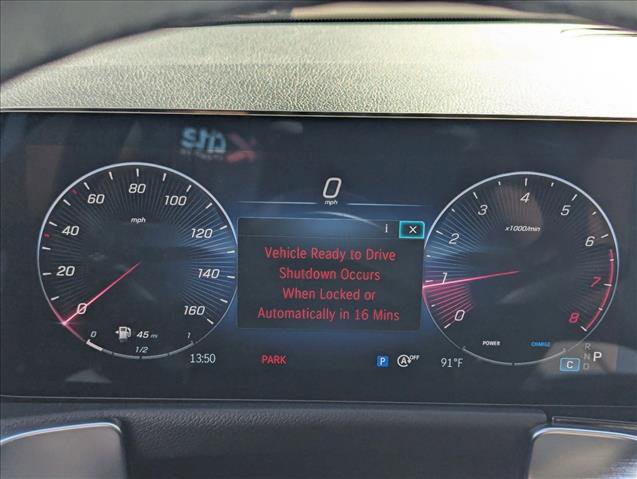 0
mph
i ×
Vehicle Ready to Drive
Shutdown Occurs
When Locked or
Automatically in 16 Mins
0 20 40 60 80 100 120 140 160
mph
45 mi
0 1/2 1
13:50
PARK
P
A OFF
91°F
0 1 2 3 4 5 6 7 8
x1000/min
POWER CHARGE
C
R
N
D
P